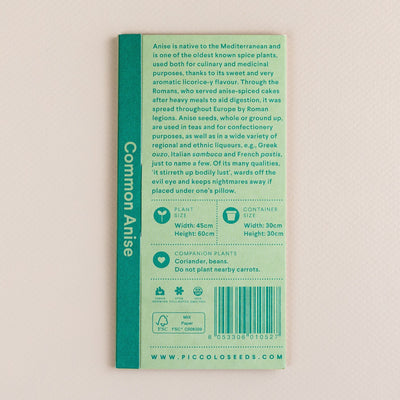 Common Anise
Anise is native to the Mediterranean and
is one of the oldest known spice plants,
used both for culinary and medicinal
purposes, thanks to its sweet and very
aromatic licorice-y flavour. Through the
Romans, who served anise-spiced cakes
after heavy meals to aid digestion, it was
spread throughout Europe by Roman
legions. Anise seeds, whole or ground up,
are used in teas and for confectionery
purposes, as well as in a wide variety of
regional and ethnic liqueurs, e.g., Greek
ouzo, Italian sambuca and French pastis,
just to name a few. Of its many qualities,
'it stirreth up bodily lust', wards off the
evil eye and keeps nightmares away if
placed under one's pillow.
PLANT
SIZE
Width: 45cm
Height: 60cm
CONTAINER
SIZE
Width: 30cm
Height: 30cm
COMPANION PLANTS
Coriander, beans.
Do not plant nearby carrots.
FSC
MIX
Paper
8 053306 010521
WWW.PICCOLOSEEDS.COM